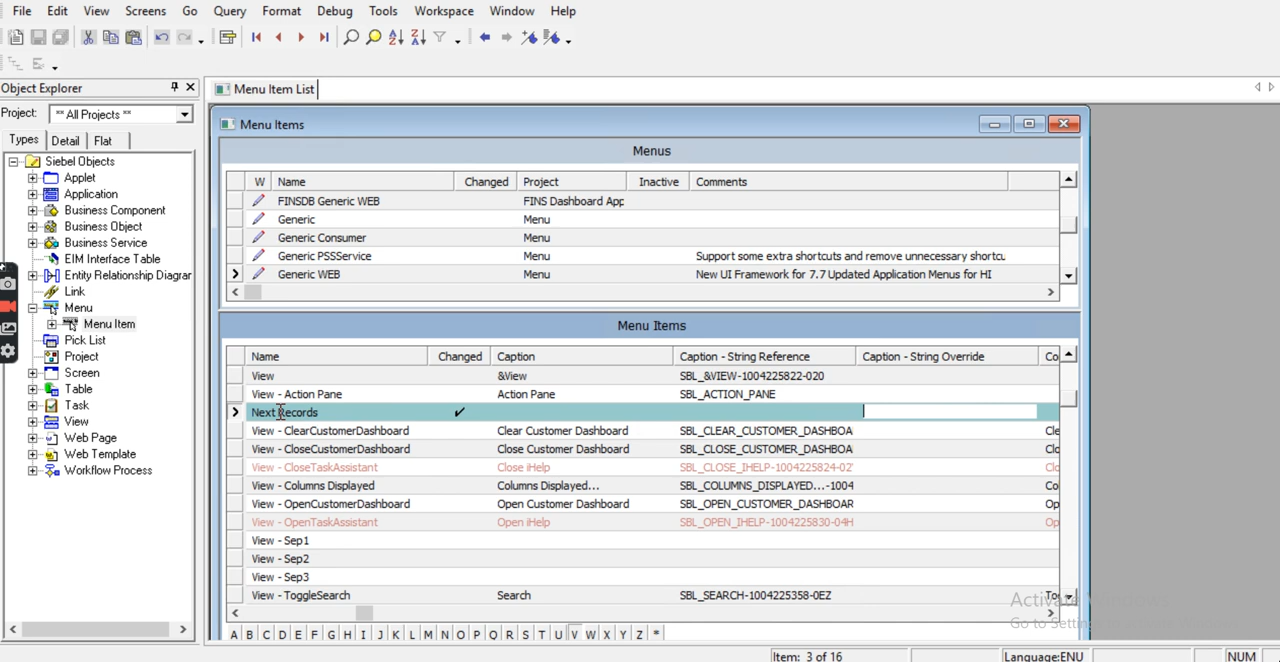 File Edit View Screens Go Query Format Debug Tools Workspace Window Help
Object Explorer
Menu Item List
Project: ** All Projects **
Types Detail Flat
Siebel Objects
Applet
Application
Business Component
Business Object
Business Service
EIM Interface Table
Entity Relationship Diagrar
Link
Menu
Menu Item
Pick List
Project
Screen
Table
Task
View
Web Page
Web Template
Workflow Process
Menu Items
Menus
W Name Changed Project Inactive Comments
FINSDB Generic WEB FINS Dashboard App
Generic Menu
Generic Consumer Menu
Generic PSSService Menu Support some extra shortcuts and remove unnecessary shortcu
Generic WEB Menu New UI Framework for 7.7 Updated Application Menus for HI
Menu Items
Name Changed Caption Caption - String Reference Caption - String Override Co
View &View SBL_&VIEW-1004225822-020
View - Action Pane Action Pane SBL_ACTION_PANE
Next Records
View - ClearCustomerDashboard Clear Customer Dashboard SBL_CLEAR_CUSTOMER_DASHBOA Cle
View - CloseCustomerDashboard Close Customer Dashboard SBL_CLOSE_CUSTOMER_DASHBOA Clo
View - CloseTaskAssistant Close iHelp SBL_CLOSE_IHELP-1004225824-02' Clo
View - Columns Displayed Columns Displayed... SBL_COLUMNS_DISPLAYED...-1004 Col
View - OpenCustomerDashboard Open Customer Dashboard SBL_OPEN_CUSTOMER_DASHBOAR Op
View - OpenTaskAssistant Open iHelp SBL_OPEN_IHELP-1004225830-04H Op
View - Sep1
View - Sep2
View - Sep3
View - ToggleSearch Search SBL_SEARCH-1004225358-0EZ
A B C D E F G H I J K L M N O P Q R S T U V W X Y Z *
Item: 3 of 16 Language:ENU NUM